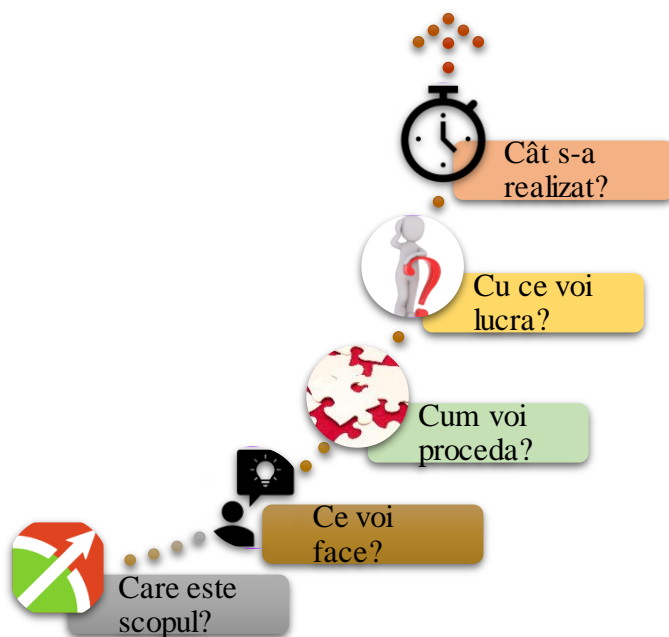 Cât s-a
realizat?
Cu ce voi
lucra?
Cum voi
proceda?
Ce voi
face?
Care este
scopul?